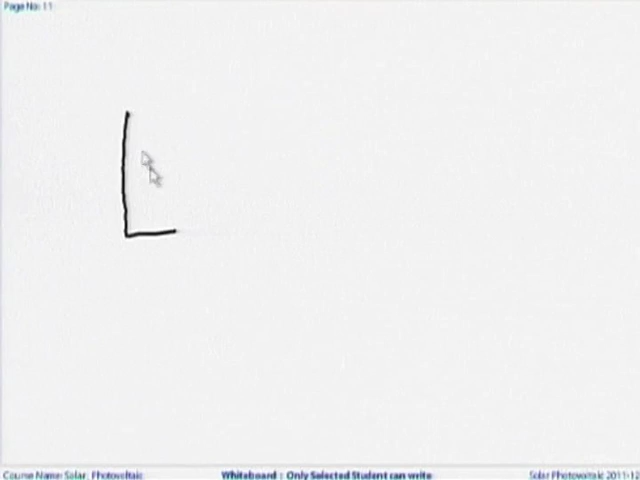 Page No: 11
Course Name: Solar. Photovoltaic
Whiteboard : Only Selected Student can write
Solar Photovoltaic 2011-12